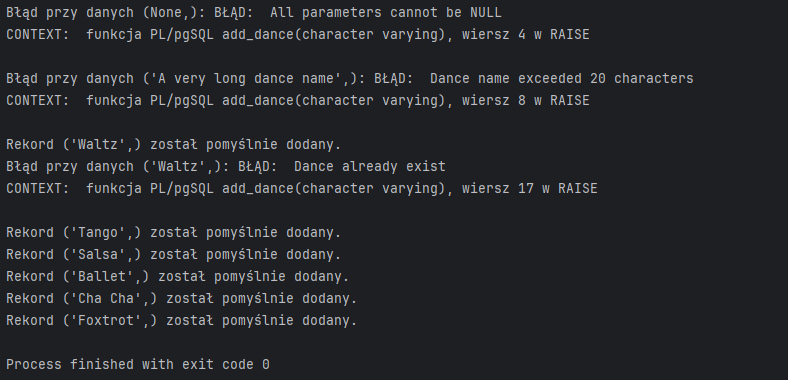 Błąd przy danych (None,): BŁĄD:  All parameters cannot be NULL
CONTEXT:  funkcja PL/pgSQL add_dance(character varying), wiersz 4 w RAISE
Błąd przy danych ('A very long dance name',): BŁĄD:  Dance name exceeded 20 characters
CONTEXT:  funkcja PL/pgSQL add_dance(character varying), wiersz 8 w RAISE
Rekord ('Waltz',) został pomyślnie dodany.
Błąd przy danych ('Waltz',): BŁĄD:  Dance already exist
CONTEXT:  funkcja PL/pgSQL add_dance(character varying), wiersz 17 w RAISE
Rekord ('Tango',) został pomyślnie dodany.
Rekord ('Salsa',) został pomyślnie dodany.
Rekord ('Ballet',) został pomyślnie dodany.
Rekord ('Cha Cha',) został pomyślnie dodany.
Rekord ('Foxtrot',) został pomyślnie dodany.
Process finished with exit code 0